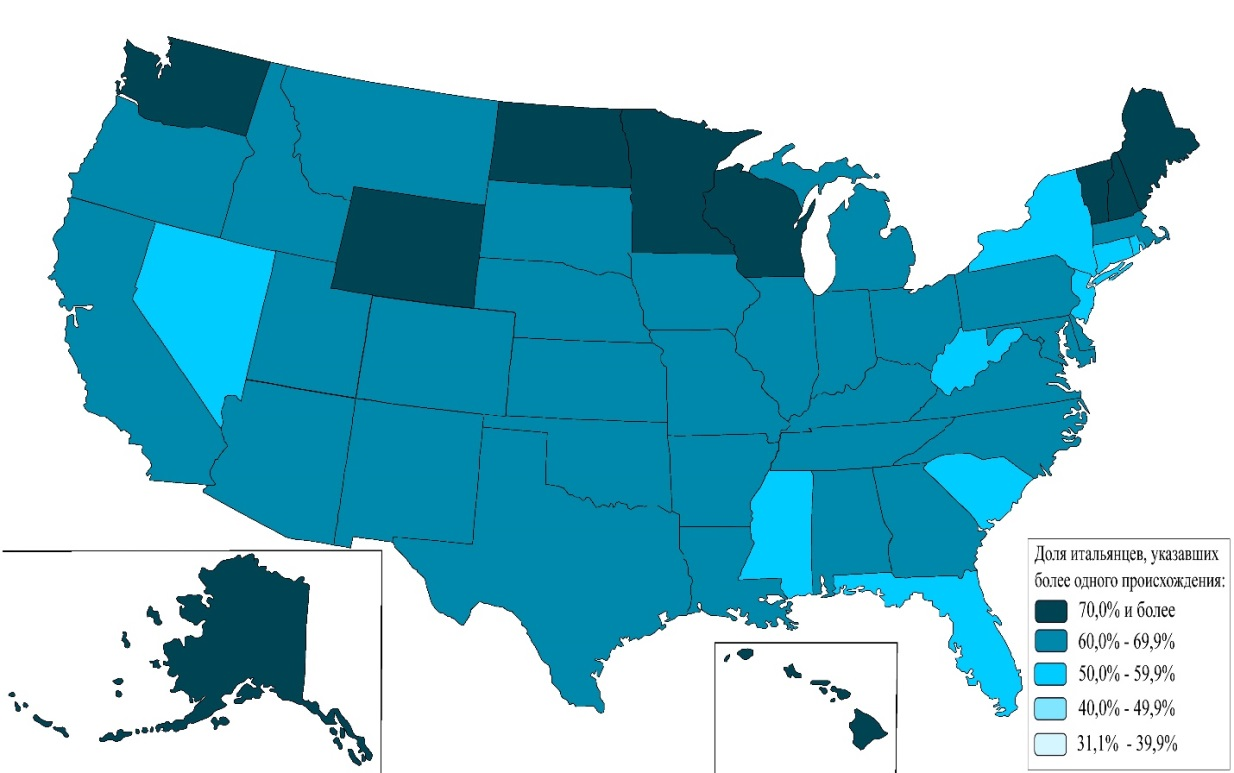 Доля итальянцев, указавших
более одного происхождения:
70,0% и более
60,0% - 69,9%
50,0% - 59,9%
40,0% - 49,9%
31,1% - 39,9%